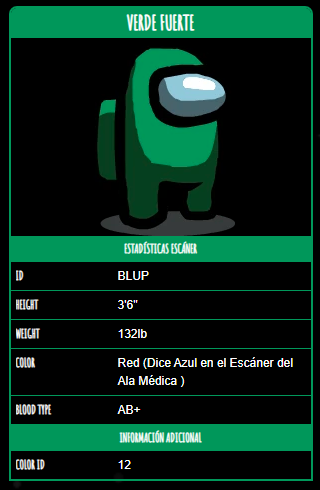 VERDE FUERTE
ESTADÍSTICAS ESCÁNER
ID BLUP
HEIGHT 3'6"
WEIGHT 132lb
COLOR Red (Dice Azul en el Escáner del
Ala Médica )
BLOOD TYPE AB+
INFORMACIÓN ADICIONAL
COLOR ID 12